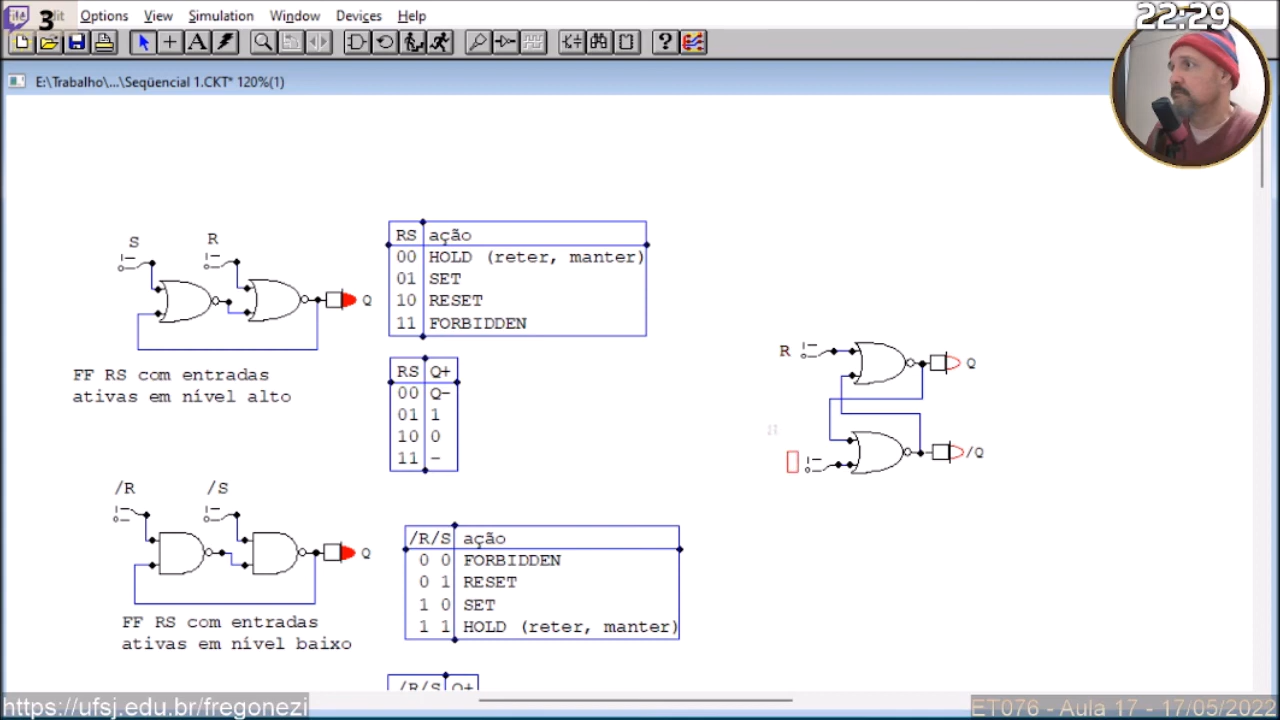 3
Options View Simulation Window Devices Help
22:29
E:\Trabalho\...\Seqüencial 1.CKT* 120%(1)
S R
Q
FF RS com entradas
ativas em nível alto
RS ação
00 HOLD (reter, manter)
01 SET
10 RESET
11 FORBIDDEN
RS Q+
00 Q-
01 1
10 0
11 -
R
Q
/Q
/R /S
Q
FF RS com entradas
ativas em nível baixo
/R/S ação
0 0 FORBIDDEN
0 1 RESET
1 0 SET
1 1 HOLD (reter, manter)
/R/S Q+
https://ufsj.edu.br/fregonezi
ET076 - Aula 17 - 17/05/2022